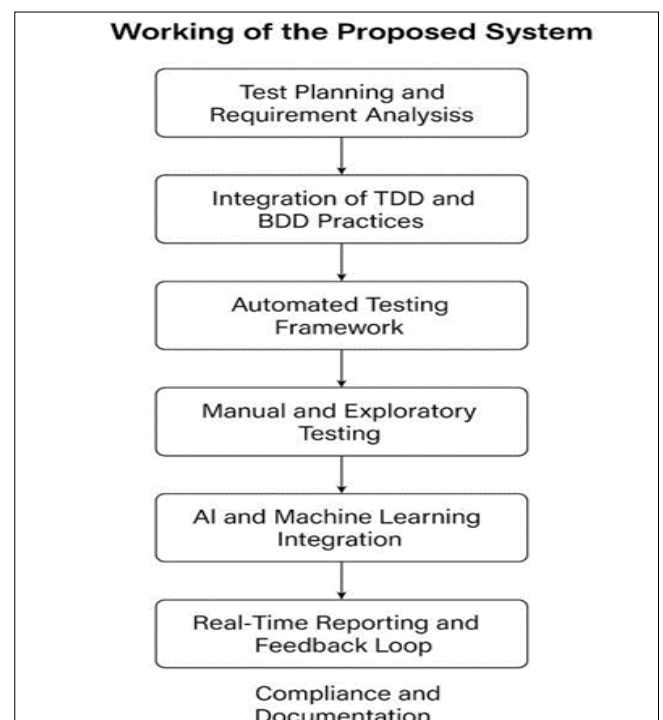 Working of the Proposed System
Test Planning and
Requirement Analysiss
Integration of TDD and
BDD Practices
Automated Testing
Framework
Manual and Exploratory
Testing
AI and Machine Learning
Integration
Real-Time Reporting and
Feedback Loop
Compliance and
Documentation